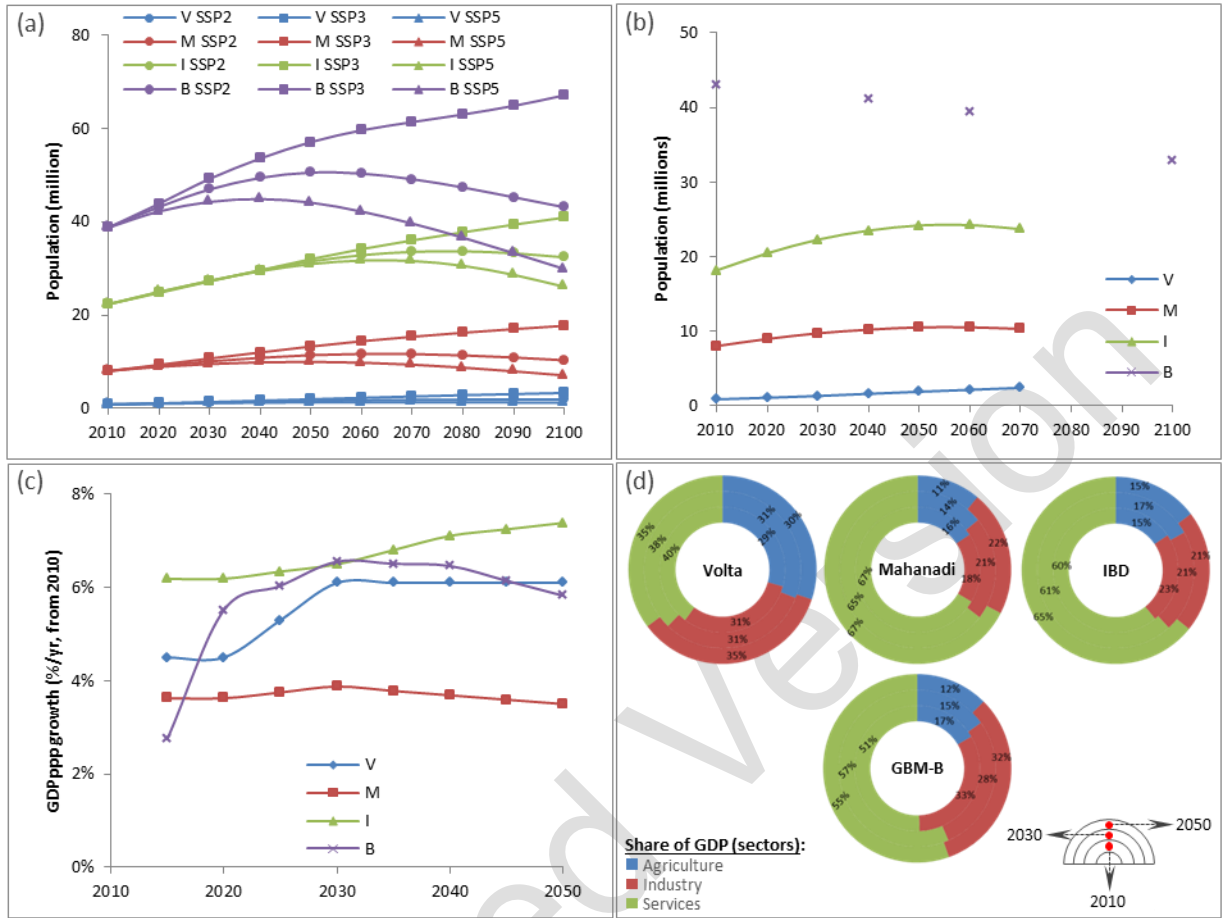 (a)
V SSP2 V SSP3 V SSP5
M SSP2 M SSP3 M SSP5
I SSP2 I SSP3 I SSP5
B SSP2 B SSP3 B SSP5
80
60
40
20
0
Population (million)
2010 2020 2030 2040 2050 2060 2070 2080 2090 2100
(b)
50
40
30
20
10
0
Population (millions)
V
M
I
B
2010 2020 2030 2040 2050 2060 2070 2080 2090 2100
(c)
8%
6%
4%
2%
0%
GDPppp growth (%/yr, from 2010)
V
M
I
B
2010 2020 2030 2040 2050
(d)
31% 30%
29%
35%
38%
40%
Volta
31%
31%
35%
11%
14%
16%
22%
21%
18%
Mahanadi
67%
65%
67%
15%
17%
15%
21%
21%
23%
IBD
60%
61%
65%
12%
15%
17%
32%
28%
33%
GBM-B
51%
57%
55%
Share of GDP (sectors):
Agriculture
Industry
Services
2030
2050
2010
ed Version